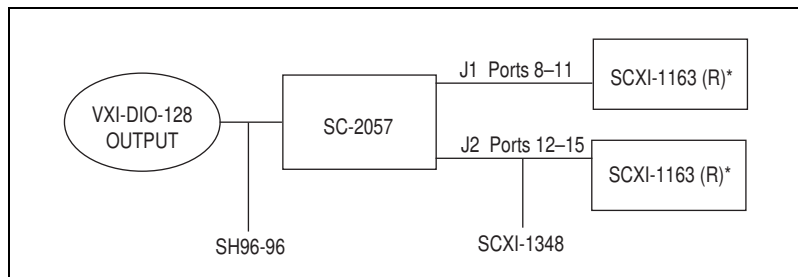 J1 Ports 8–11
SCXI-1163 (R)*
VXI-DIO-128
OUTPUT
SC-2057
J2 Ports 12–15
SCXI-1163 (R)*
SH96-96
SCXI-1348